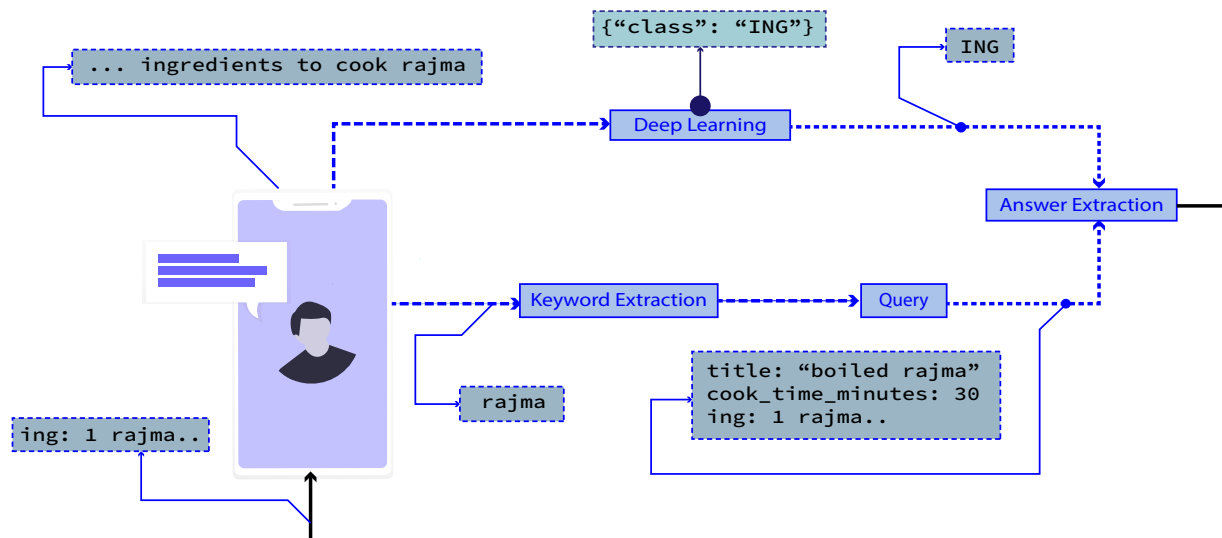 {“class”: “ING”}
ING
... ingredients to cook rajma
Deep Learning
Answer Extraction
Keyword Extraction
Query
title: “boiled rajma”
cook_time_minutes: 30
ing: 1 rajma..
rajma
ing: 1 rajma..